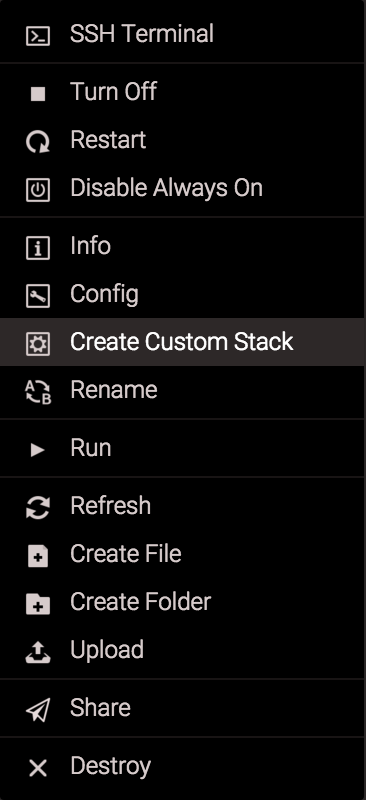 SSH Terminal
Turn Off
Restart
Disable Always On
Info
Config
Create Custom Stack
Rename
Run
Refresh
Create File
Create Folder
Upload
Share
Destroy